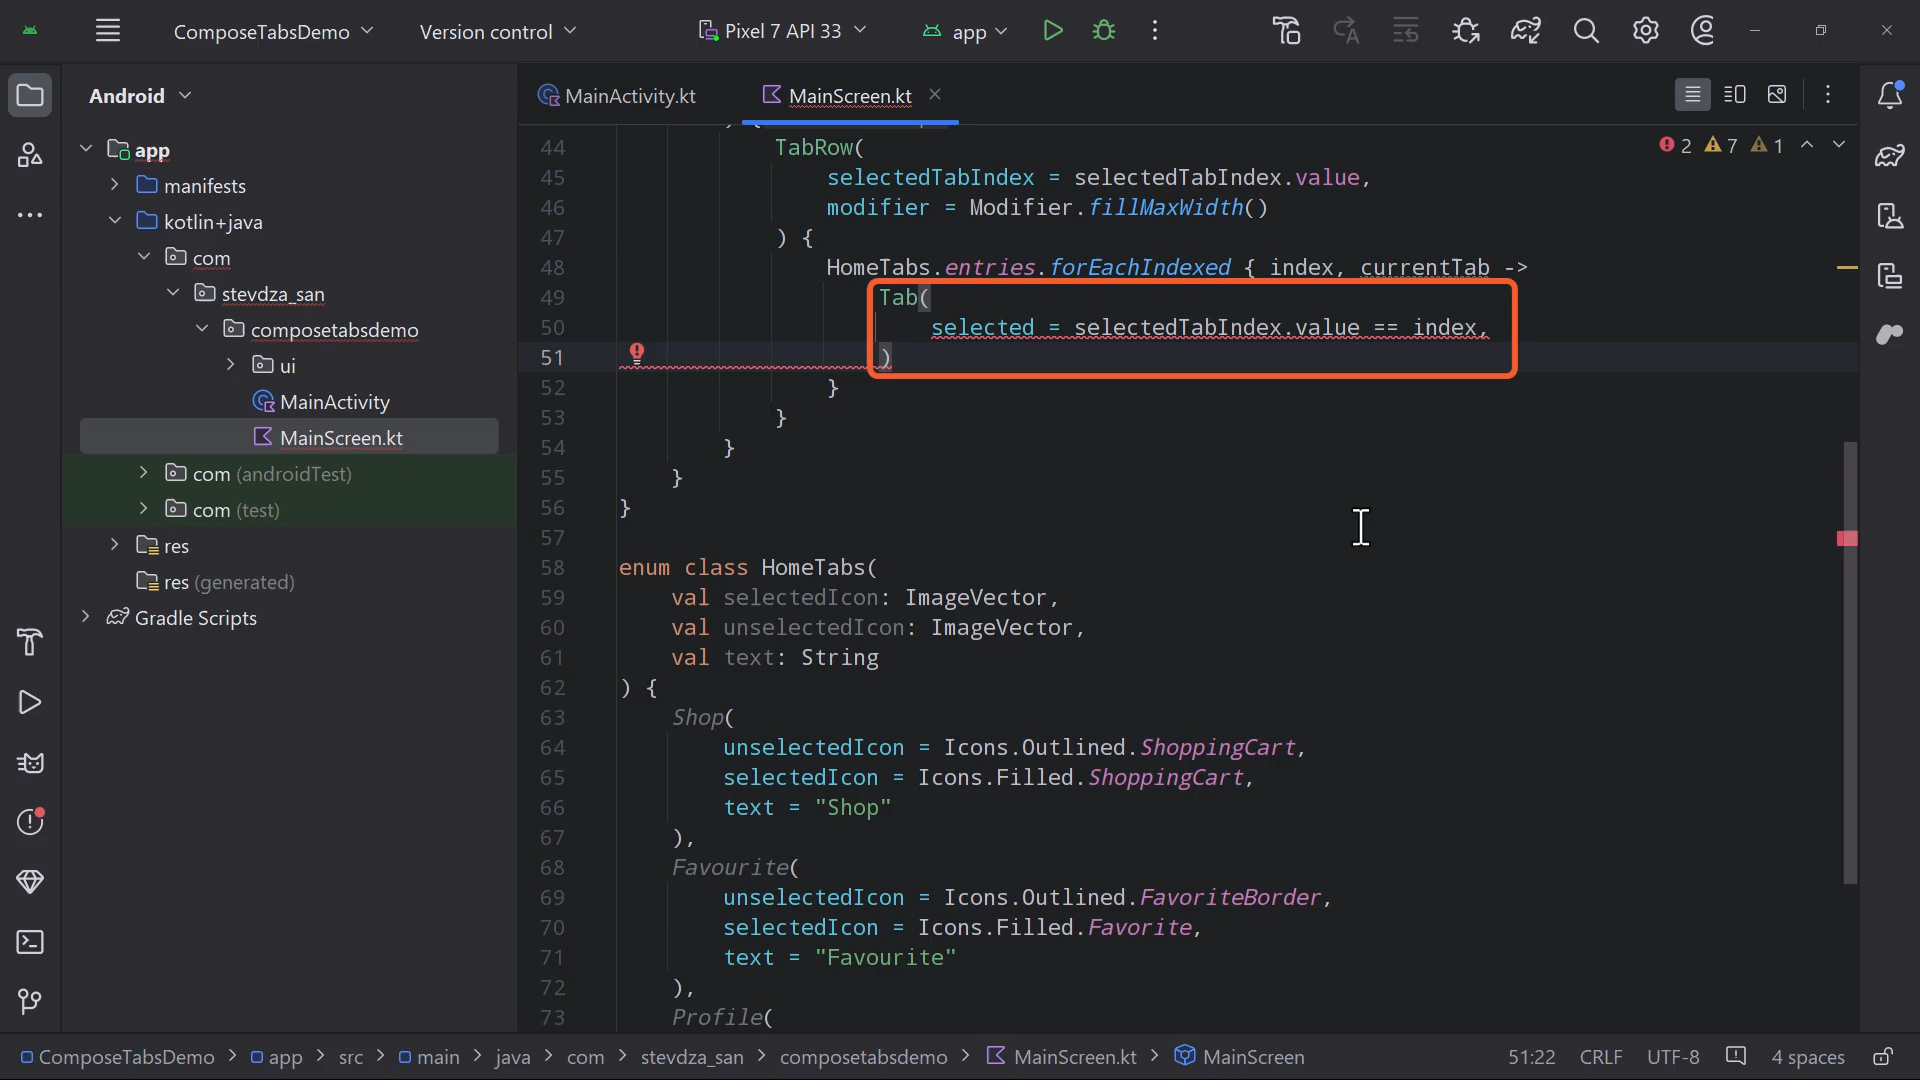 ComposeTabsDemo Version control Pixel 7 API 33 app
Android
app
manifests
kotlin+java
com
stevdza_san
composetabsdemo
ui
MainActivity
MainScreen.kt
com (androidTest)
com (test)
res
res (generated)
Gradle Scripts
MainActivity.kt MainScreen.kt
2 7 1
44 TabRow(
45 selectedTabIndex = selectedTabIndex.value,
46 modifier = Modifier.fillMaxWidth()
47 ) {
48 HomeTabs.entries.forEachIndexed { index, currentTab ->
49 Tab(
50 selected = selectedTabIndex.value == index,
51 )
52 }
53 }
54 }
55 }
56 }
57
58 enum class HomeTabs(
59 val selectedIcon: ImageVector,
60 val unselectedIcon: ImageVector,
61 val text: String
62 ) {
63 Shop(
64 unselectedIcon = Icons.Outlined.ShoppingCart,
65 selectedIcon = Icons.Filled.ShoppingCart,
66 text = "Shop"
67 ),
68 Favourite(
69 unselectedIcon = Icons.Outlined.FavoriteBorder,
70 selectedIcon = Icons.Filled.Favorite,
71 text = "Favourite"
72 ),
73 Profile(
ComposeTabsDemo > app > src > main > java > com > stevdza_san > composetabsdemo > MainScreen.kt > MainScreen 51:22 CRLF UTF-8 4 spaces